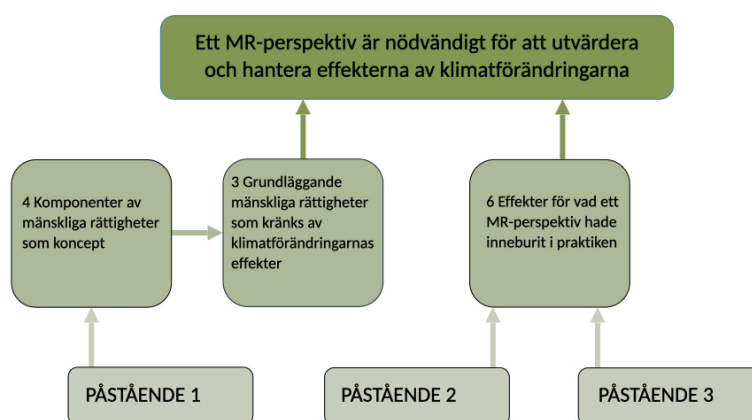 Ett MR-perspektiv är nödvändigt för att utvärdera
och hantera effekterna av klimatförändringarna
4 Komponenter av
mänskliga rättigheter
som koncept
3 Grundläggande
mänskliga rättigheter
som kränks av
klimatförändringarnas
effekter
6 Effekter för vad ett
MR-perspektiv hade
inneburit i praktiken
PÅSTÅENDE 1
PÅSTÅENDE 2
PÅSTÅENDE 3